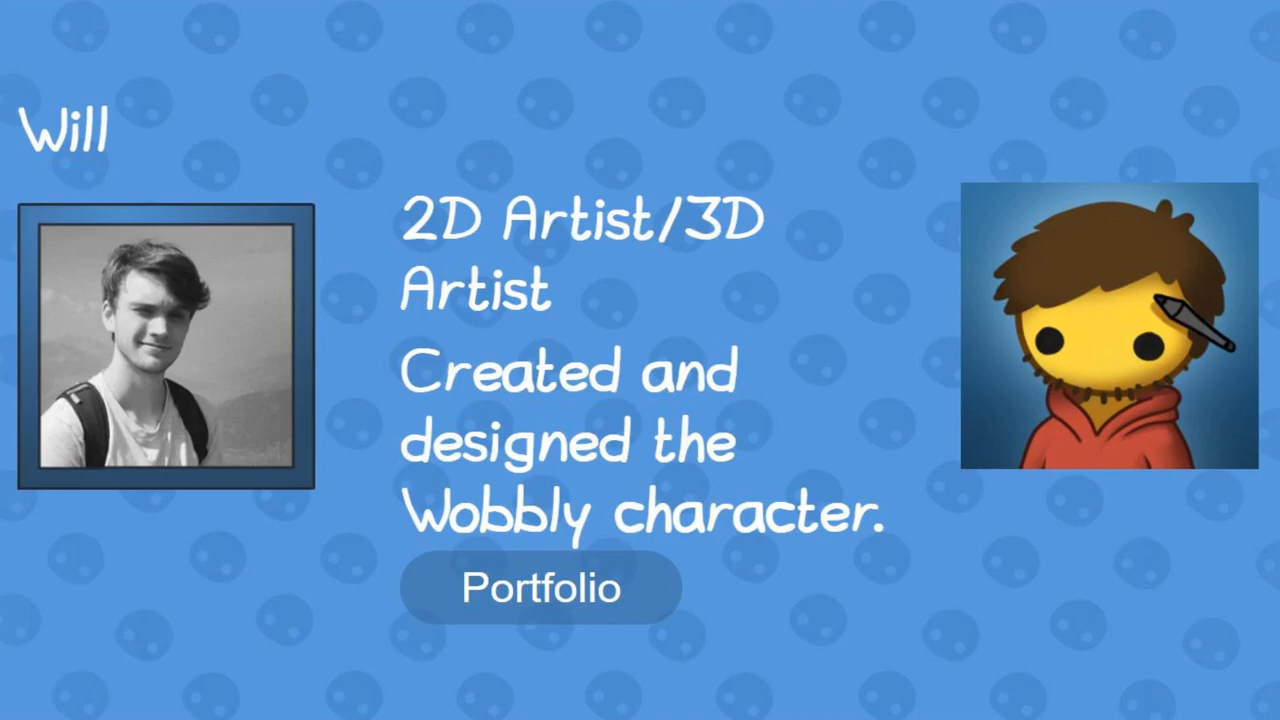 Will
2D Artist/3D
Artist
Created and
designed the
Wobbly character.
Portfolio